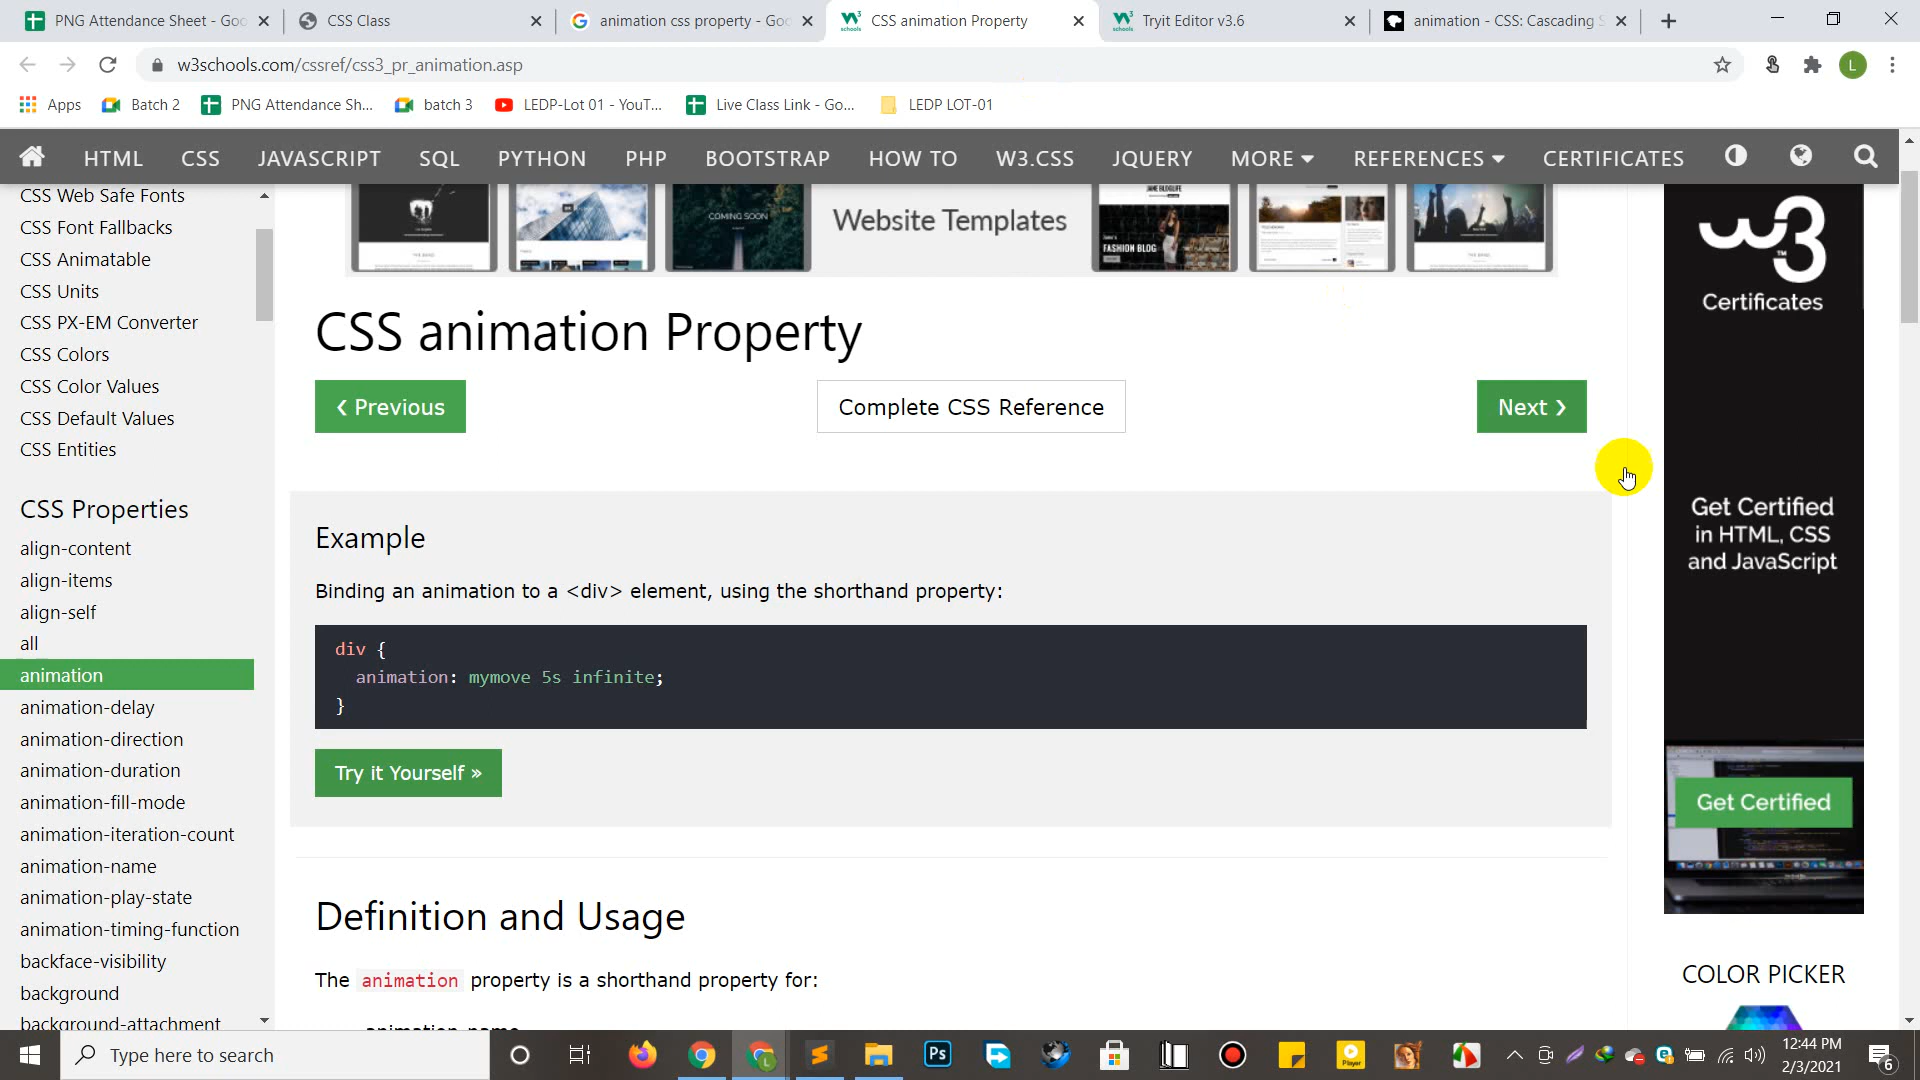 PNG Attendance Sheet - Goo
CSS Class
animation css property - Goo
CSS animation Property
Tryit Editor v3.6
animation - CSS: Cascading S
w3schools.com/cssref/css3_pr_animation.asp
L
Apps
Batch 2
PNG Attendance Sh...
batch 3
LEDP-Lot 01 - YouT...
Live Class Link - Go...
LEDP LOT-01
HTML CSS JAVASCRIPT SQL PYTHON PHP BOOTSTRAP HOW TO W3.CSS JQUERY MORE REFERENCES CERTIFICATES
CSS Web Safe Fonts
CSS Font Fallbacks
CSS Animatable
CSS Units
CSS PX-EM Converter
CSS Colors
CSS Color Values
CSS Default Values
CSS Entities
CSS Properties
align-content
align-items
align-self
all
animation
animation-delay
animation-direction
animation-duration
animation-fill-mode
animation-iteration-count
animation-name
animation-play-state
animation-timing-function
backface-visibility
background
background-attachment
COMING SOON
Website Templates
JANE BLOGLIFE
FASHION BLOG
CSS animation Property
❮ Previous
Complete CSS Reference
Next ❯
Example
Binding an animation to a <div> element, using the shorthand property:
div {
animation: mymove 5s infinite;
}
Try it Yourself »
Definition and Usage
The animation property is a shorthand property for:
animation-name
w3
TM
Certificates
Get Certified
in HTML, CSS
and JavaScript
Get Certified
COLOR PICKER
Type here to search
Ps
Player
12:44 PM
2/3/2021
6